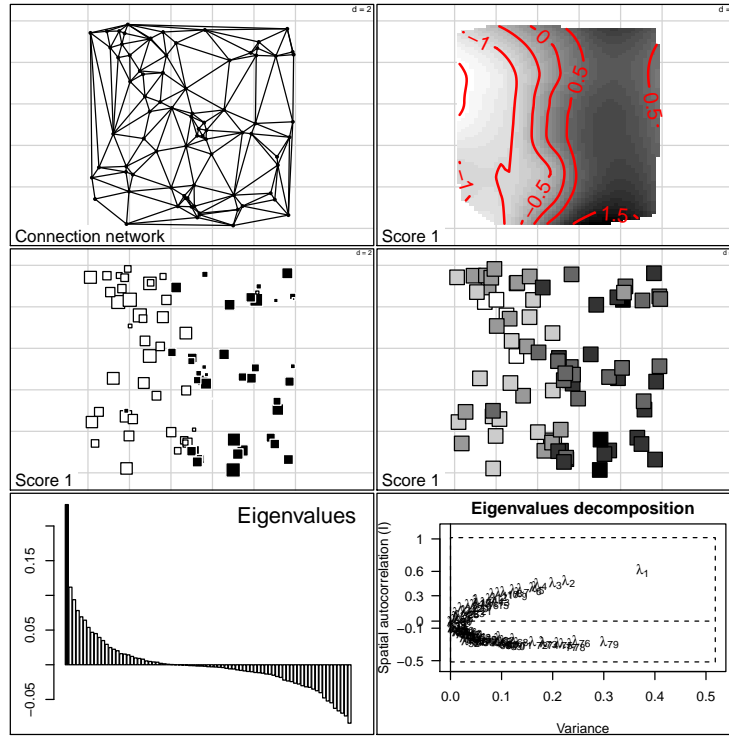 d = 2
Connection network
d =
−1
0
0.5
0.5
−0.5
−1
1.5
Score 1
d = 2
Score 1
d
Score 1
Eigenvalues
0.15
0.05
−0.05
Eigenvalues decomposition
Spatial autocorrelation (I)
1
0.6
0.3
0
−0.1
−0.5
λ1
λ2
λ3
λ4
λ76
λ79
0.0 0.1 0.2 0.3 0.4 0.5
Variance